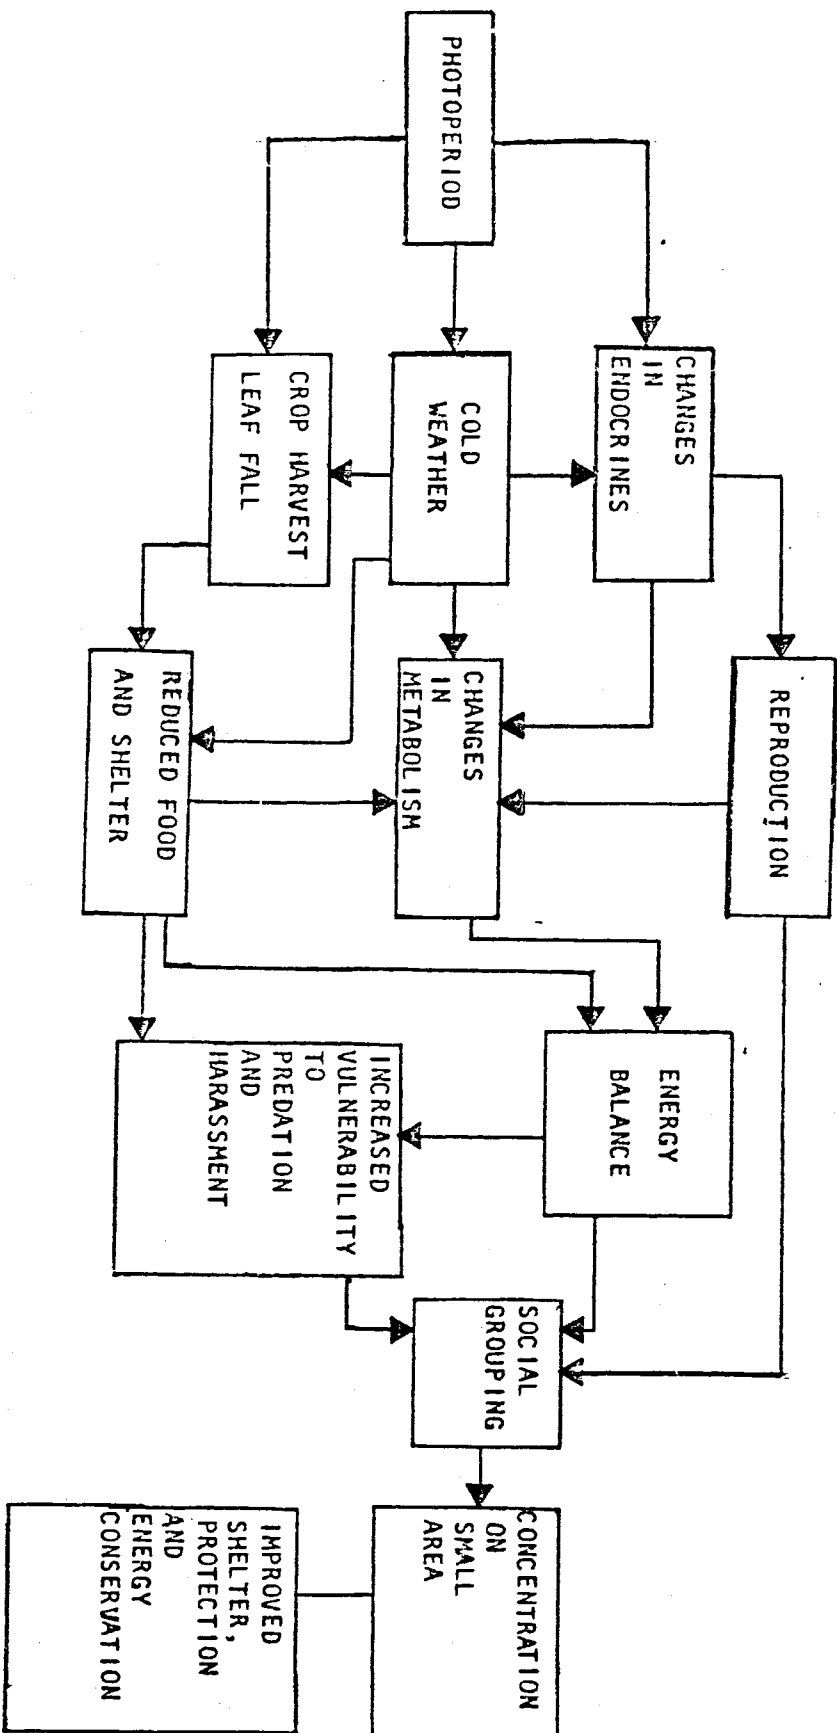 PHOTOPERIOD
CHANGES
IN
ENDOCRINES
COLD
WEATHER
CROP HARVEST
LEAF FALL
REPRODUCTION
CHANGES
IN
METABOLISM
REDUCED FOOD
AND SHELTER
ENERGY
BALANCE
INCREASED
VULNERABILITY
TO
PREDATION
AND
HARASSMENT
SOCIAL
GROUPING
CONCENTRATION
ON
SMALL
AREA
IMPROVED
SHELTER,
PROTECTION
AND
ENERGY
CONSERVATION